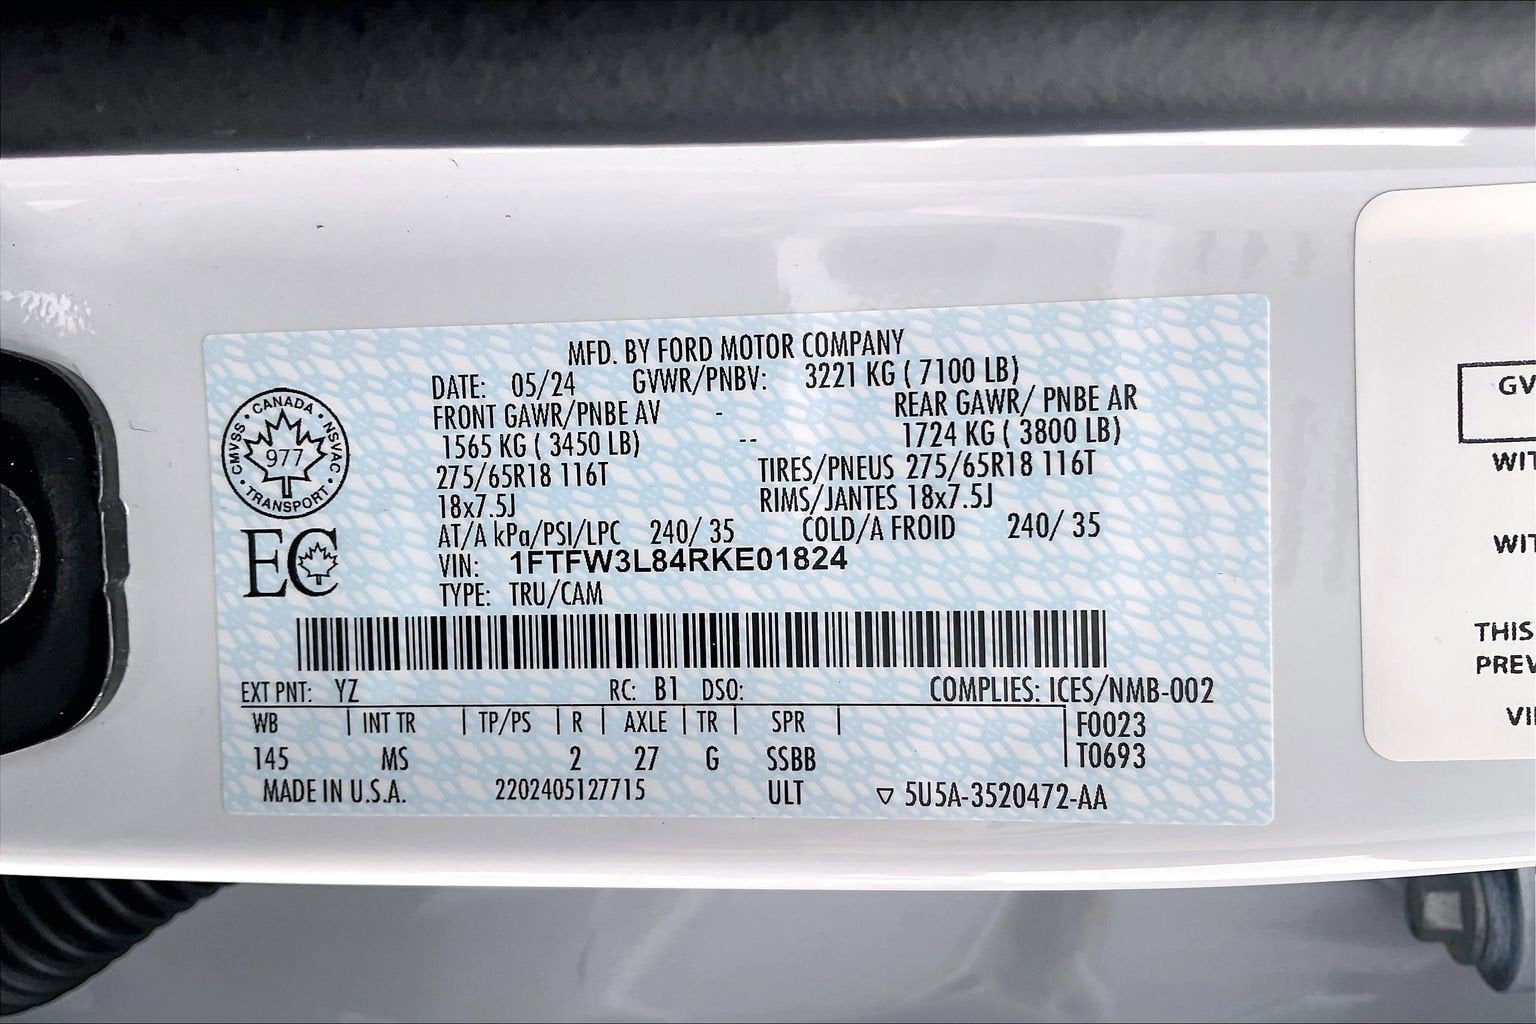 MFD. BY FORD MOTOR COMPANY
DATE: 05/24 GVWR/PNBV: 3221 KG ( 7100 LB)
FRONT GAWR/PNBE AV - REAR GAWR/ PNBE AR
1565 KG ( 3450 LB) -- 1724 KG ( 3800 LB)
275/65R18 116T TIRES/PNEUS 275/65R18 116T
18x7.5J RIMS/JANTES 18x7.5J
AT/A kPa/PSI/LPC 240/ 35 COLD/A FROID 240/ 35
VIN: 1FTFW3L84RKE01824
TYPE: TRU/CAM
CANADA
CMVSS • NSVAC
977
TRANSPORT
EC
EXT PNT: YZ RC: B1 DSO: COMPLIES: ICES/NMB-002
WB | INT TR | TP/PS | R | AXLE | TR | SPR | F0023
145 MS 2 27 G SSBB T0693
MADE IN U.S.A. 2202405127715 ULT ▽ 5U5A-3520472-AA
GV
WIT
WIT
THIS
PREV
VI